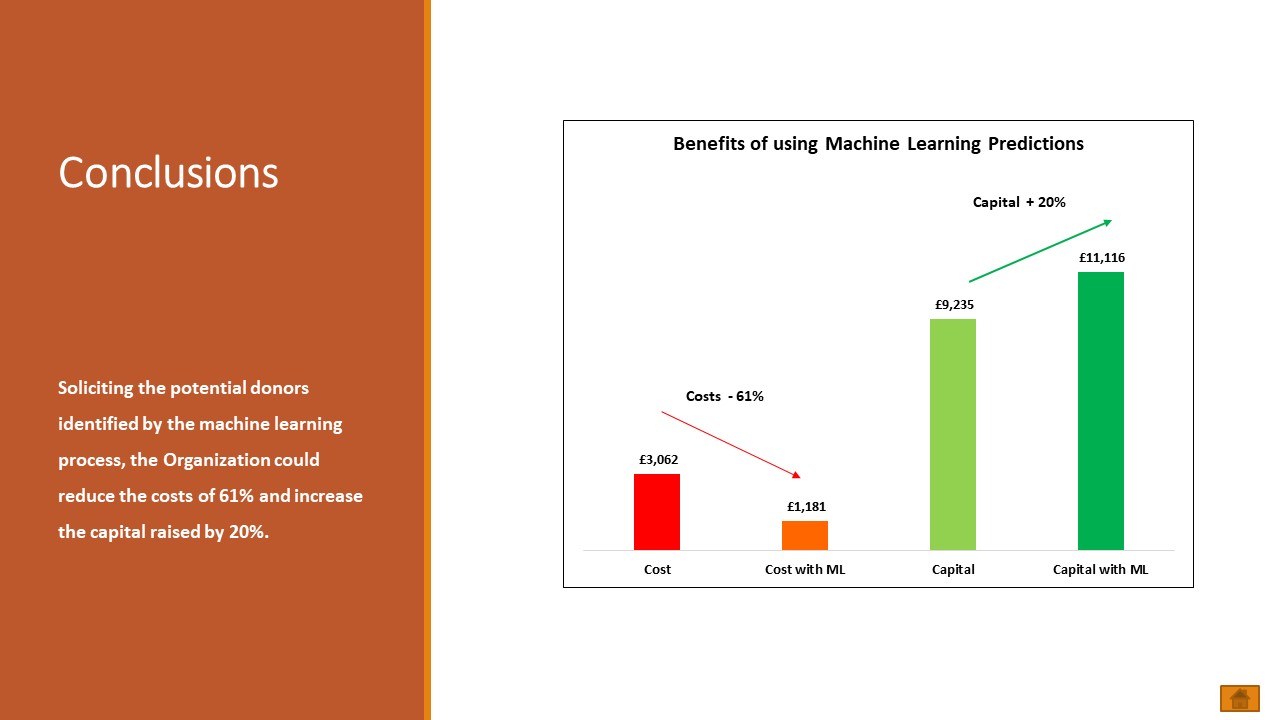 Conclusions
Soliciting the potential donors
identified by the machine learning
process, the Organization could
reduce the costs of 61% and increase
the capital raised by 20%.
Benefits of using Machine Learning Predictions
Capital + 20%
£11,116
£9,235
Costs - 61%
£3,062
£1,181
Cost
Cost with ML
Capital
Capital with ML